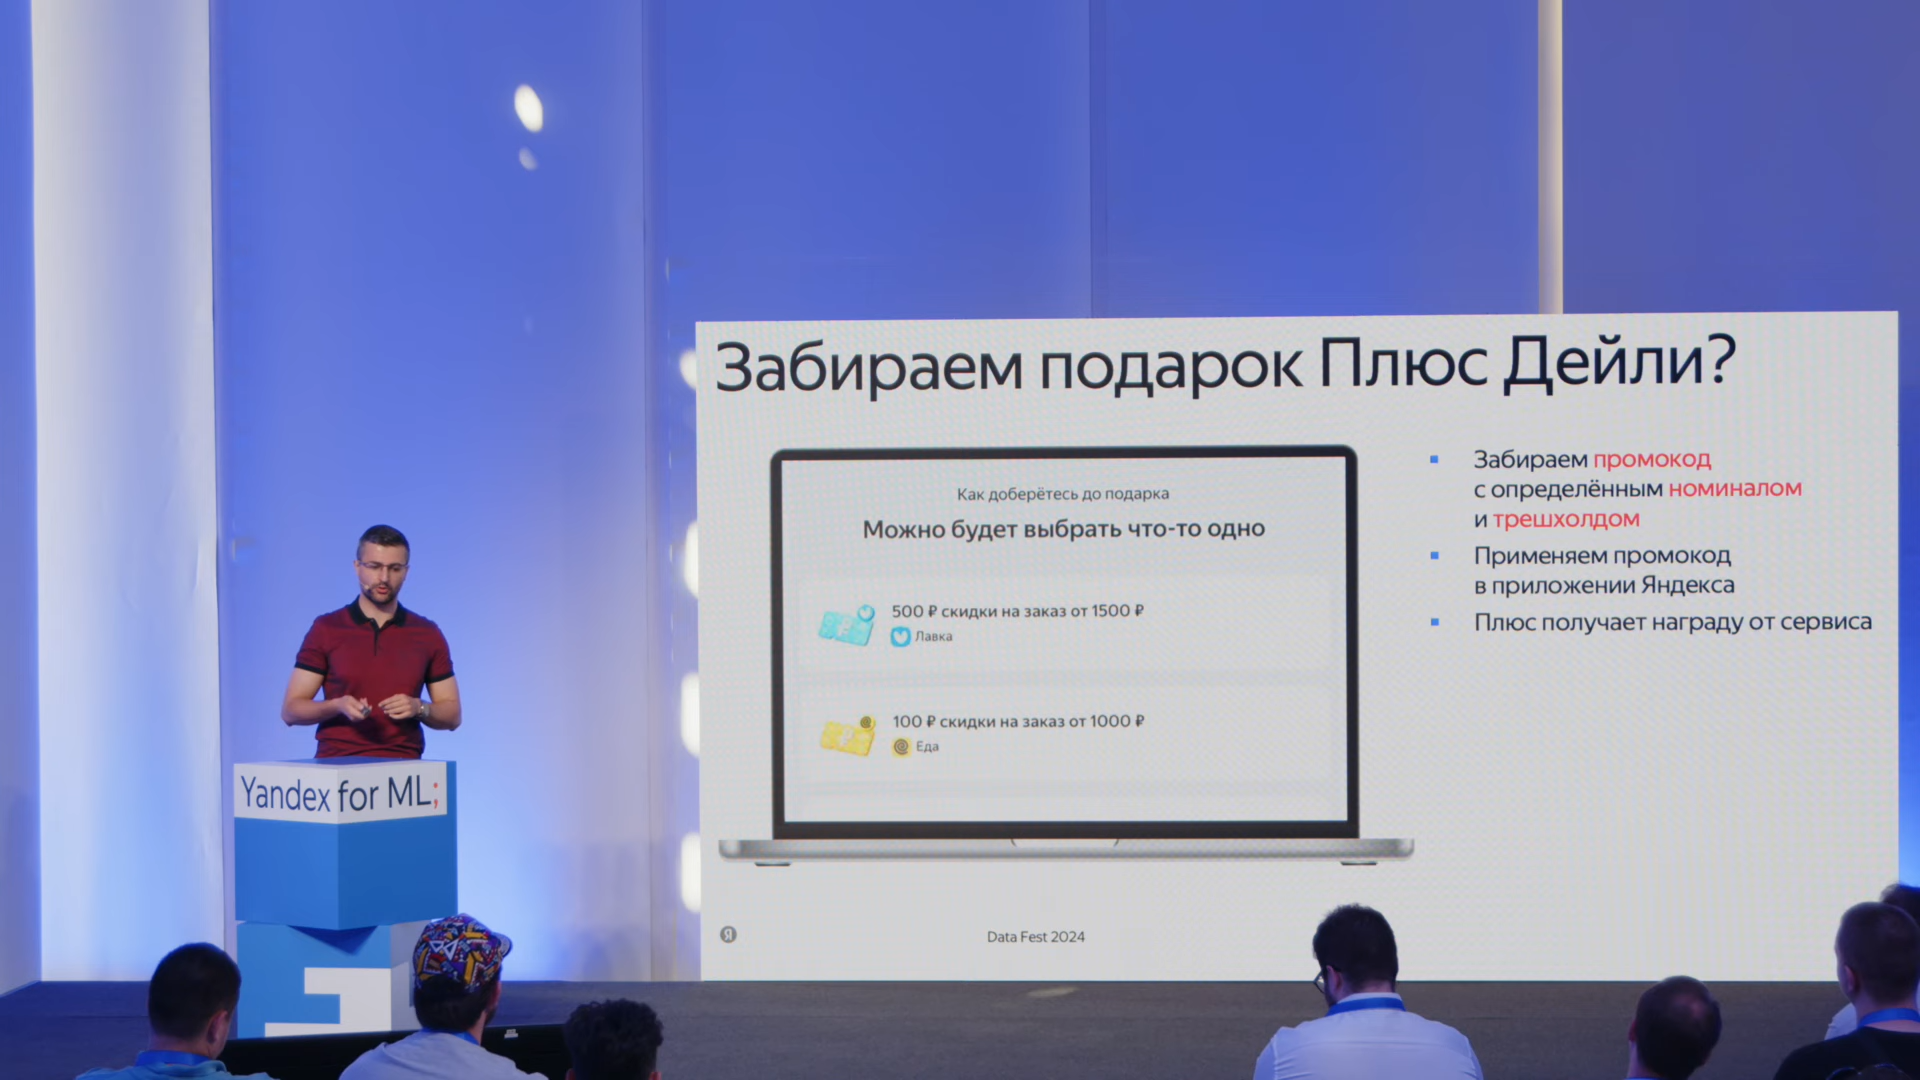 Забираем подарок Плюс Дейли?
Как доберётесь до подарка
Можно будет выбрать что-то одно
500 ₽ скидки на заказ от 1500 ₽
Лавка
100 ₽ скидки на заказ от 1000 ₽
Еда
Забираем промокод
с определённым номиналом
и трешхолдом
Применяем промокод
в приложении Яндекса
Плюс получает награду от сервиса
Yandex for ML;
Я
Data Fest 2024